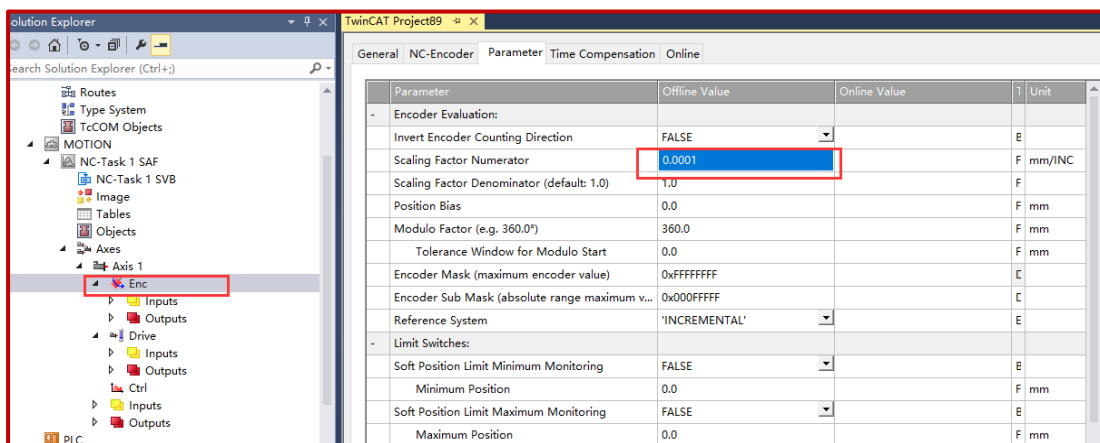 olution Explorer
TwinCAT Project89
Search Solution Explorer (Ctrl+;)
General NC-Encoder Parameter Time Compensation Online
Routes
Type System
TcCOM Objects
MOTION
NC-Task 1 SAF
NC-Task 1 SVB
Image
Tables
Objects
Axes
Axis 1
Enc
Inputs
Outputs
Drive
Inputs
Outputs
Ctrl
Inputs
Outputs
PLC
Parameter Offline Value Online Value T Unit
- Encoder Evaluation:
Invert Encoder Counting Direction FALSE B
Scaling Factor Numerator 0.0001 F mm/INC
Scaling Factor Denominator (default: 1.0) 1.0 F
Position Bias 0.0 F mm
Modulo Factor (e.g. 360.0°) 360.0 F mm
Tolerance Window for Modulo Start 0.0 F mm
Encoder Mask (maximum encoder value) 0xFFFFFFFF D
Encoder Sub Mask (absolute range maximum v... 0x000FFFFF D
Reference System 'INCREMENTAL' E
- Limit Switches:
Soft Position Limit Minimum Monitoring FALSE B
Minimum Position 0.0 F mm
Soft Position Limit Maximum Monitoring FALSE B
Maximum Position 0.0 F mm